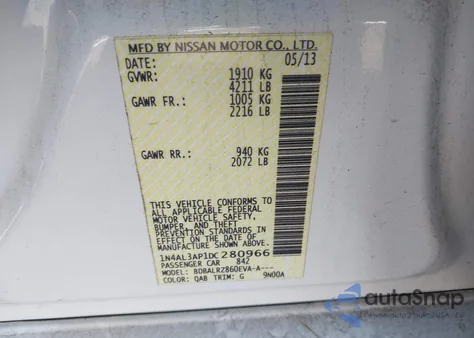 MFD BY NISSAN MOTOR CO., LTD.
DATE: 05/13
GVWR: 1910 KG
4211 LB
GAWR FR.: 1005 KG
2216 LB
GAWR RR.: 940 KG
2072 LB
THIS VEHICLE CONFORMS TO
ALL APPLICABLE FEDERAL
MOTOR VEHICLE SAFETY,
BUMPER, AND THEFT
PREVENTION STANDARDS IN
EFFECT ON THE DATE OF
MANUFACTURE SHOWN ABOVE.
1N4AL3AP1DC280966
PASSENGER CAR 842
MODEL: BDBALRZ860EVA-A---
COLOR: QAB TRIM: G 9N00A
autoSnap
AVAILABLE ON